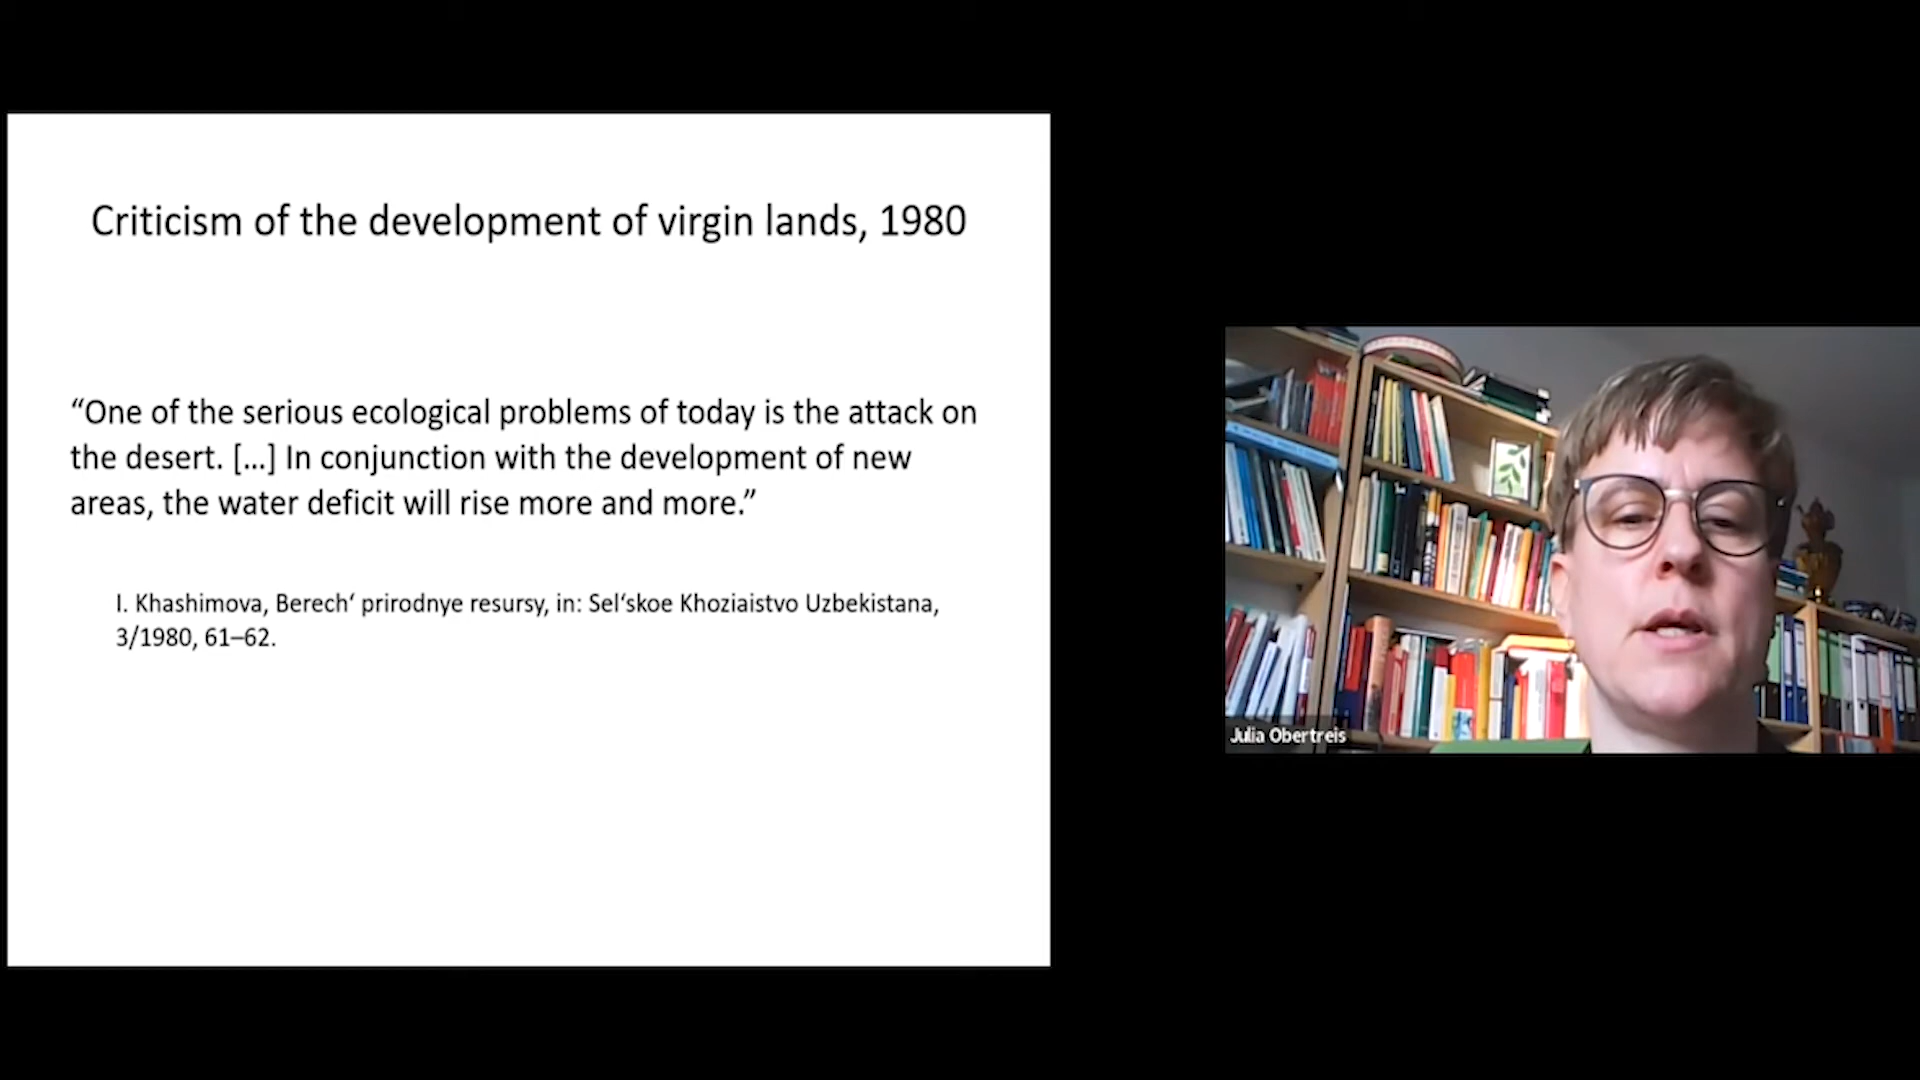 Criticism of the development of virgin lands, 1980
“One of the serious ecological problems of today is the attack on
the desert. [...] In conjunction with the development of new
areas, the water deficit will rise more and more.”
I. Khashimova, Berech‘ prirodnye resursy, in: Sel‘skoe Khoziaistvo Uzbekistana,
3/1980, 61–62.
Julia Obertreis